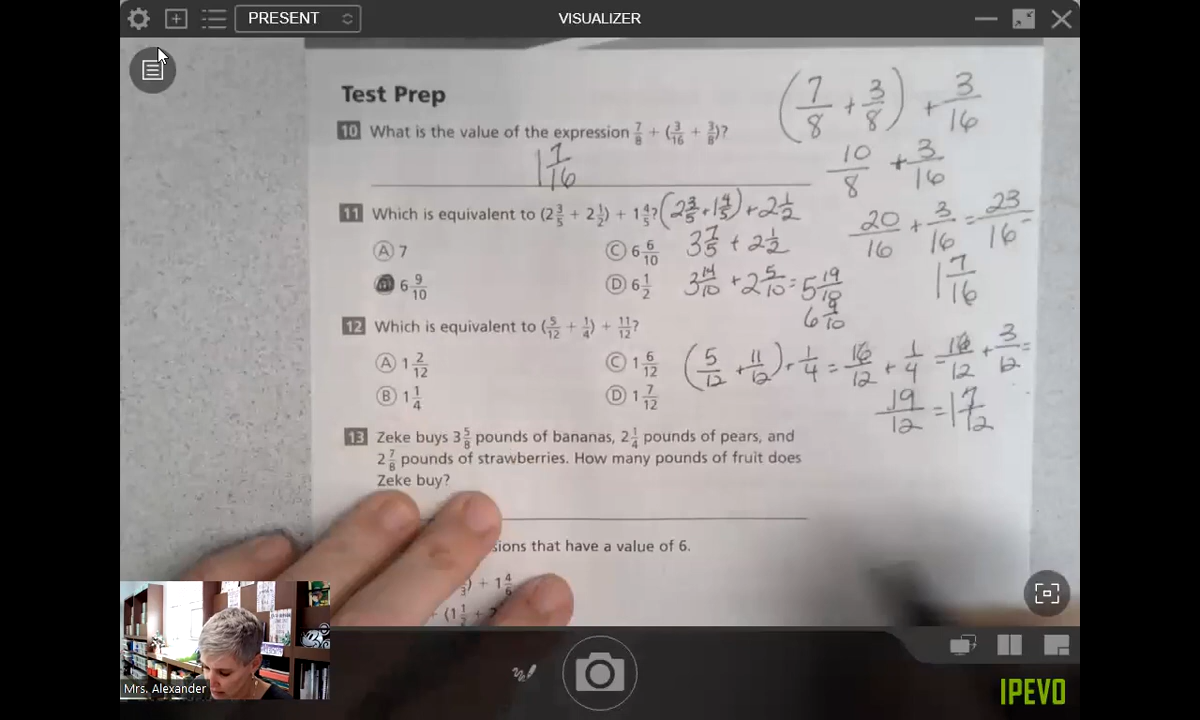 PRESENT
VISUALIZER
Test Prep
10 What is the value of the expression 7/8 + (3/16 + 3/8)?
1 7/16
(7/8 + 3/8) + 3/16
10/8 + 3/16
20/16 + 3/16 = 23/16 =
1 7/16
11 Which is equivalent to (2 3/5 + 2 1/2) + 1 4/5?
(2 3/5 + 1 4/5) + 2 1/2
3 7/5 + 2 1/2
3 14/10 + 2 5/10 = 5 19/10
6 9/10
A 7
C 6 6/10
6 9/10
D 6 1/2
12 Which is equivalent to (5/12 + 1/4) + 11/12?
A 1 2/12
C 1 6/12
B 1 1/4
D 1 7/12
(5/12 + 11/12) + 1/4 = 16/12 + 1/4 = 16/12 + 3/12 =
19/12 = 1 7/12
13 Zeke buys 3 5/8 pounds of bananas, 2 1/4 pounds of pears, and
2 7/8 pounds of strawberries. How many pounds of fruit does
Zeke buy?
sions that have a value of 6.
) + 1 4/6
Mrs. Alexander
IPEVO